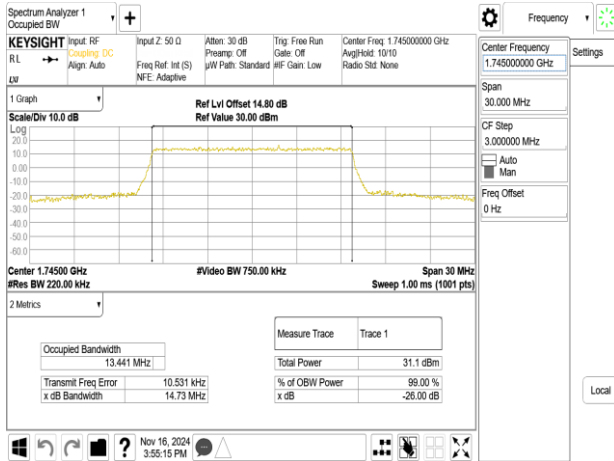 Spectrum Analyzer 1
Occupied BW
+
Frequency
KEYSIGHT
RL
LXI
Input: RF
Coupling: DC
Align: Auto
Input Z: 50 Ω
Freq Ref: Int (S)
NFE: Adaptive
Atten: 30 dB
Preamp: Off
µW Path: Standard
Trig: Free Run
Gate: Off
#IF Gain: Low
Center Freq: 1.745000000 GHz
Avg|Hold: 10/10
Radio Std: None
Center Frequency
1.745000000 GHz
Settings
Span
30.000 MHz
CF Step
3.000000 MHz
Auto
Man
Freq Offset
0 Hz
Local
1 Graph
Scale/Div 10.0 dB
Ref Lvl Offset 14.80 dB
Ref Value 30.00 dBm
Log
20.0
10.0
0.00
-10.0
-20.0
-30.0
-40.0
-50.0
-60.0
Center 1.74500 GHz
#Video BW 750.00 kHz
Span 30 MHz
#Res BW 220.00 kHz
Sweep 1.00 ms (1001 pts)
2 Metrics
Occupied Bandwidth
13.441 MHz
Transmit Freq Error 10.531 kHz
x dB Bandwidth 14.73 MHz
Measure Trace Trace 1
Total Power 31.1 dBm
% of OBW Power 99.00 %
x dB -26.00 dB
?
Nov 16, 2024
3:55:15 PM